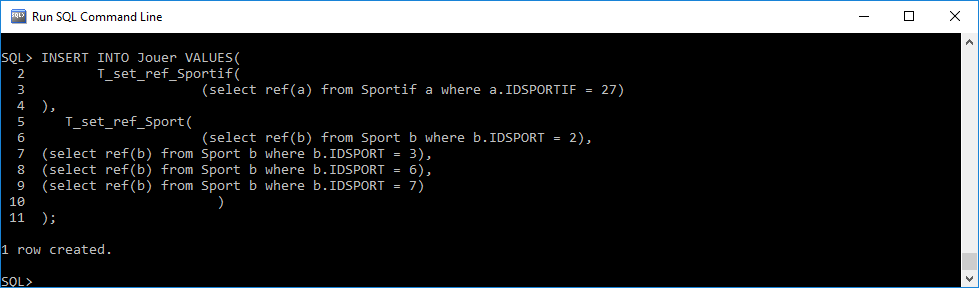 SQL> Run SQL Command Line
SQL> INSERT INTO Jouer VALUES(
2 T_set_ref_Sportif(
3 (select ref(a) from Sportif a where a.IDSPORTIF = 27)
4 ),
5 T_set_ref_Sport(
6 (select ref(b) from Sport b where b.IDSPORT = 2),
7 (select ref(b) from Sport b where b.IDSPORT = 3),
8 (select ref(b) from Sport b where b.IDSPORT = 6),
9 (select ref(b) from Sport b where b.IDSPORT = 7)
10 )
11 );
1 row created.
SQL>